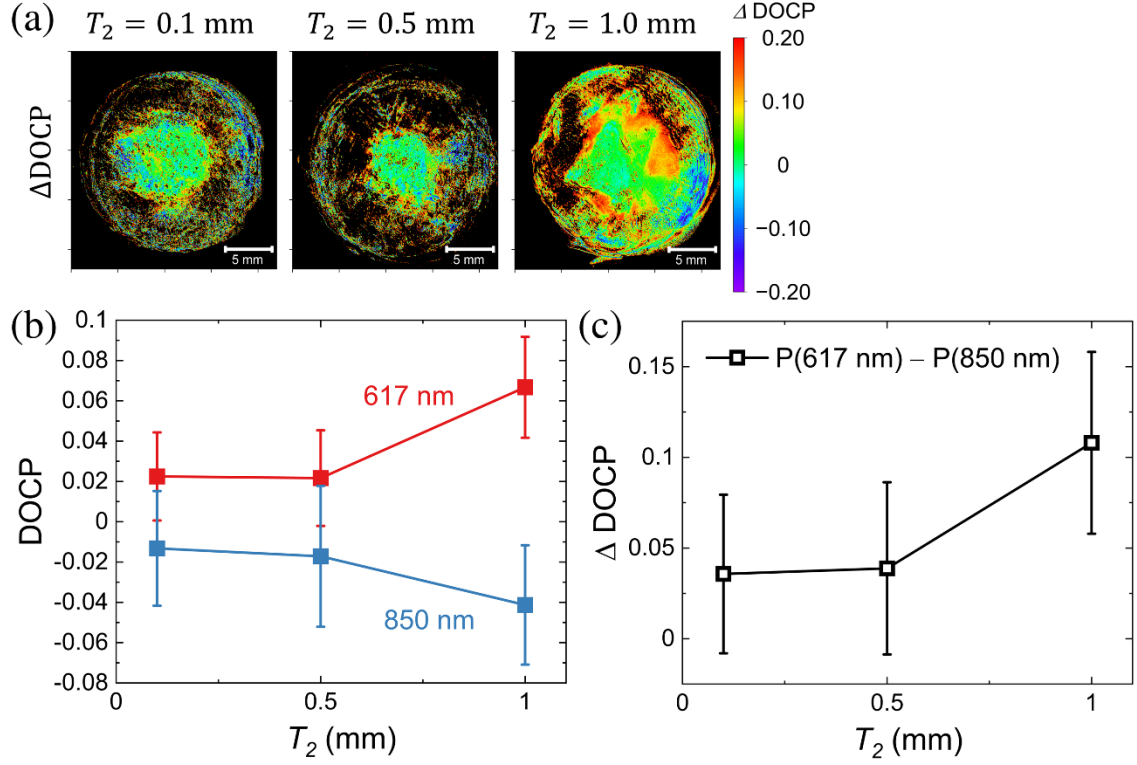 (a)
T₂ = 0.1 mm
T₂ = 0.5 mm
T₂ = 1.0 mm
Δ DOCP
ΔDOCP
5 mm
5 mm
5 mm
0.20
0.10
0
−0.10
−0.20
(b)
0.1
0.08
0.06
0.04
0.02
0
-0.02
-0.04
-0.06
-0.08
DOCP
617 nm
850 nm
0
0.5
1
T₂ (mm)
(c)
P(617 nm) – P(850 nm)
0.15
0.1
0.05
0
Δ DOCP
0
0.5
1
T₂ (mm)